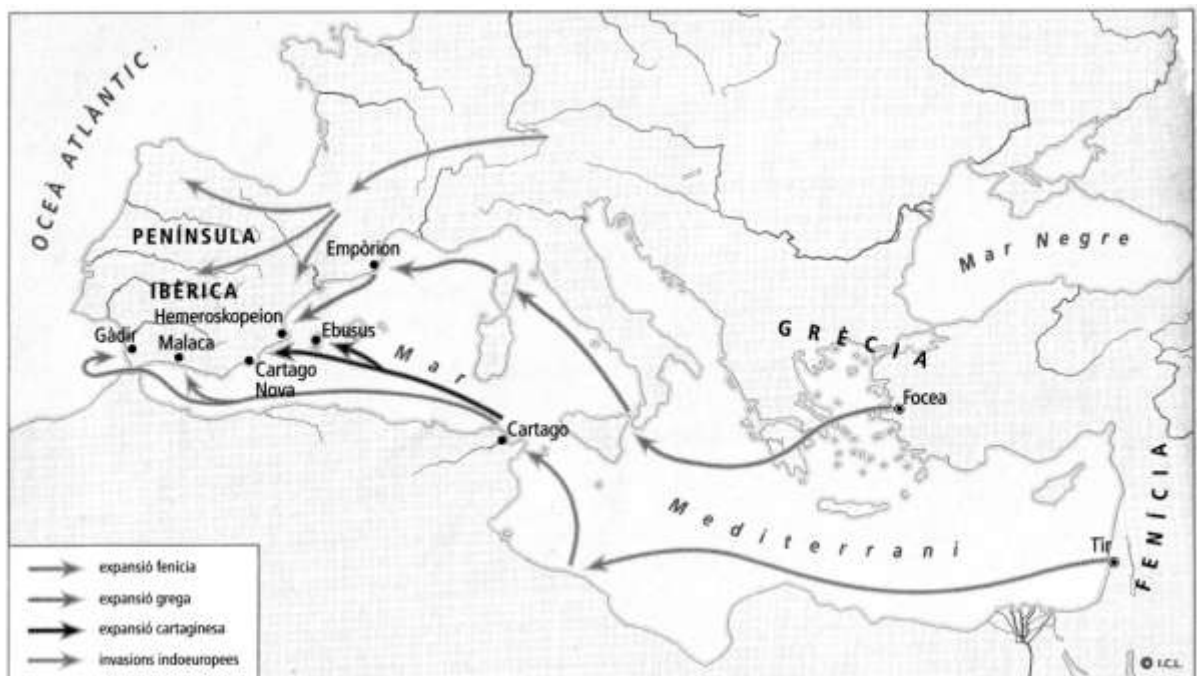 OCEÀ ATLÀNTIC
PENÍNSULA
IBÈRICA
Empòrion
Hemeroskopeion
Ebusus
Gàdir
Malaca
Cartago
Nova
Cartago
Mar
Mediterrani
GRÈCIA
Focea
Mar Negre
Tir
FENÍCIA
expansió fenícia
expansió grega
expansió cartaginesa
invasions indoeuropees
© I.C.L.